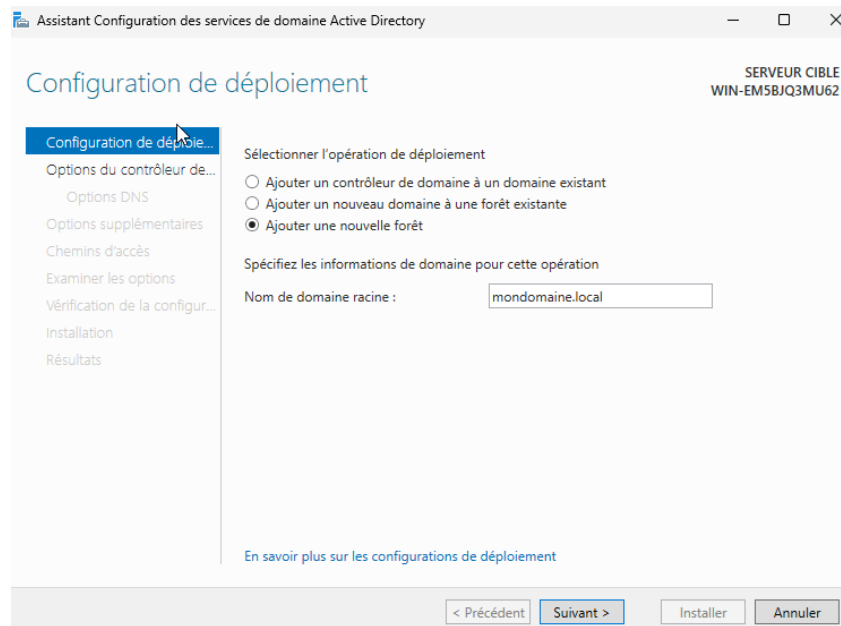 Assistant Configuration des services de domaine Active Directory
Configuration de déploiement
SERVEUR CIBLE
WIN-EM5BJQ3MU62
Configuration de déploie...
Options du contrôleur de...
Options DNS
Options supplémentaires
Chemins d'accès
Examiner les options
Vérification de la configur...
Installation
Résultats
Sélectionner l'opération de déploiement
Ajouter un contrôleur de domaine à un domaine existant
Ajouter un nouveau domaine à une forêt existante
Ajouter une nouvelle forêt
Spécifiez les informations de domaine pour cette opération
Nom de domaine racine : mondomaine.local
En savoir plus sur les configurations de déploiement
< Précédent Suivant > Installer Annuler